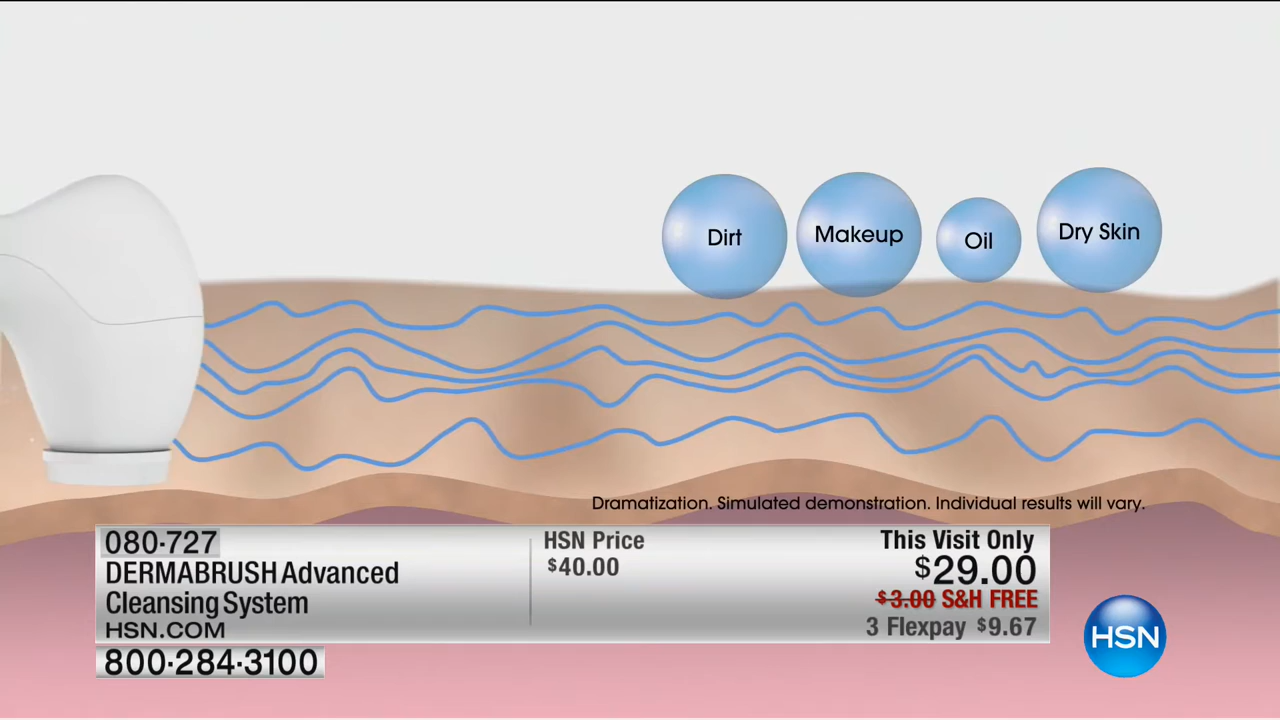 Dirt
Makeup
Oil
Dry Skin
Dramatization. Simulated demonstration. Individual results will vary.
080-727
DERMABRUSH Advanced
Cleansing System
HSN.COM
800-284-3100
HSN Price
$40.00
This Visit Only
$29.00
$3.00 S&H FREE
3 Flexpay $9.67
HSN